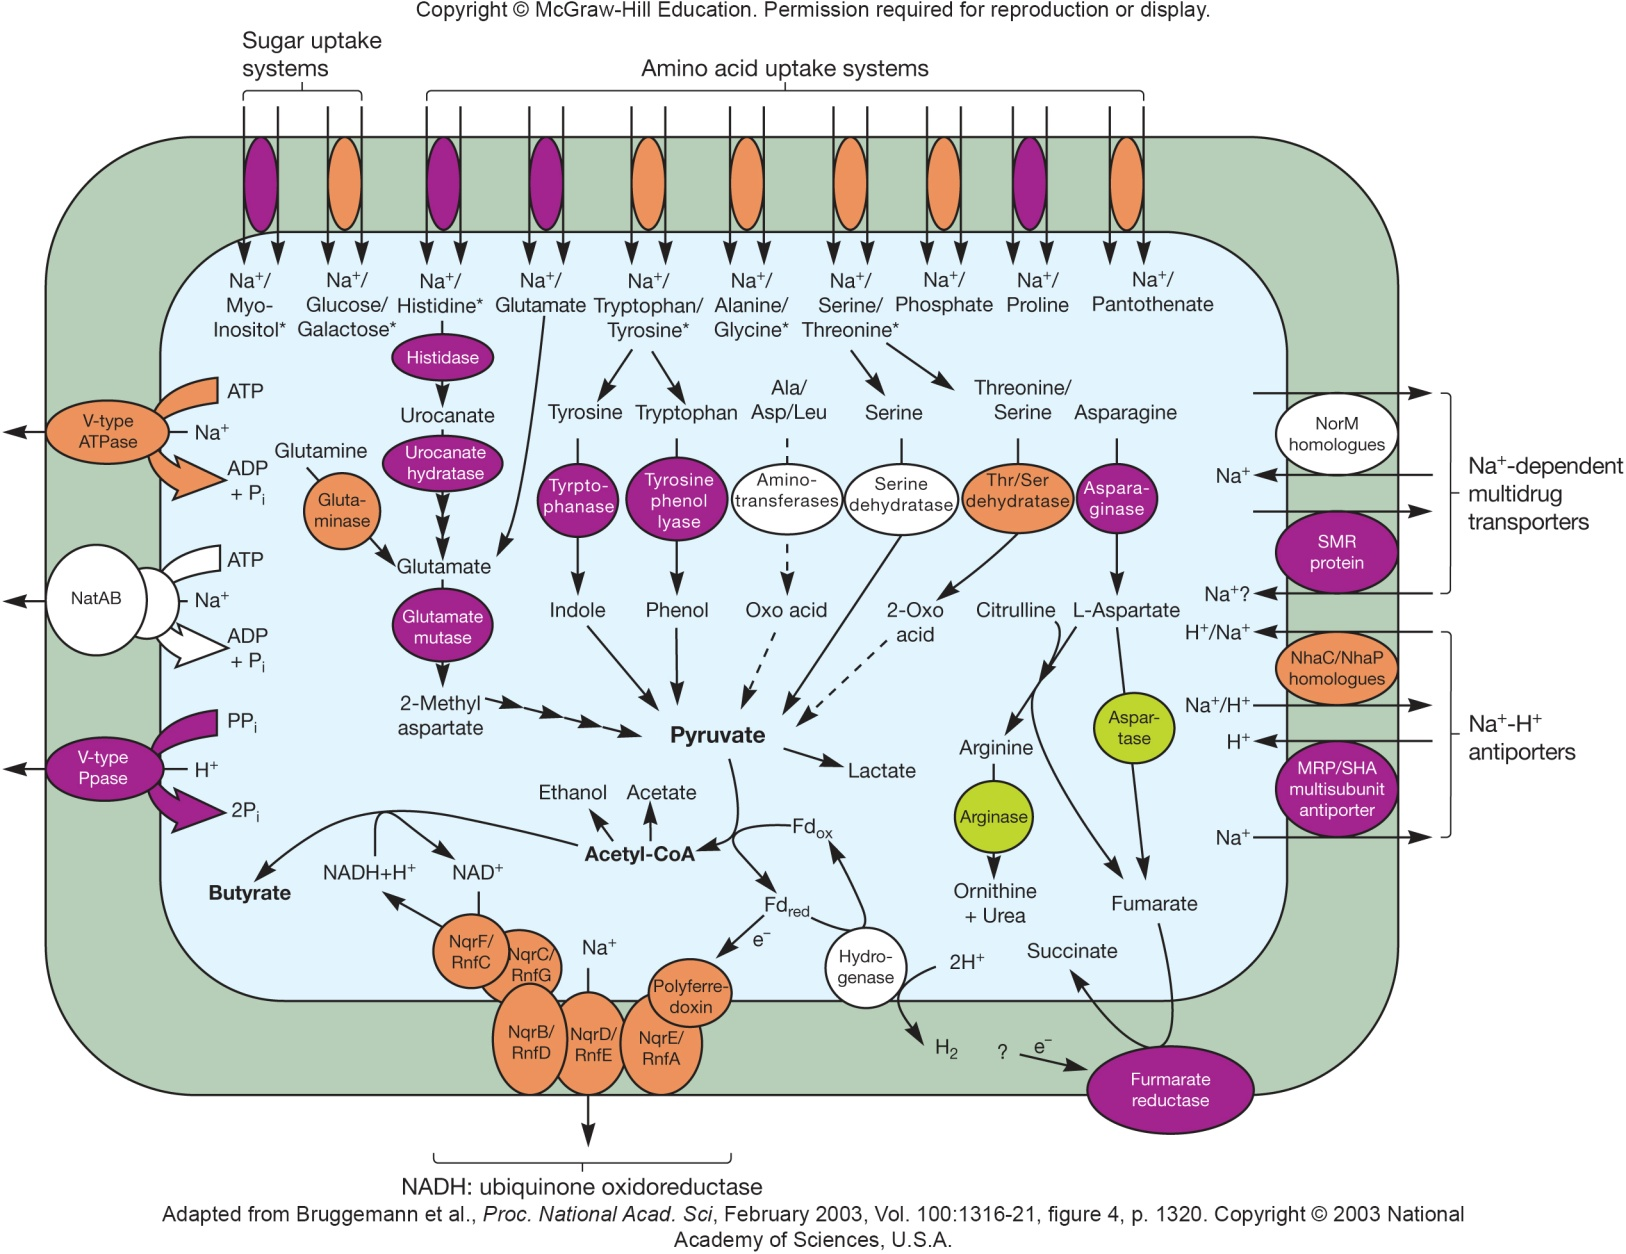 Copyright © McGraw-Hill Education. Permission required for reproduction or display.
Sugar uptake
systems
Amino acid uptake systems
Na⁺/
Myo-
Inositol*
Na⁺/
Glucose/
Galactose*
Na⁺/
Histidine*
Na⁺/
Glutamate
Na⁺/
Tryptophan/
Tyrosine*
Na⁺/
Alanine/
Glycine*
Na⁺/
Serine/
Threonine*
Na⁺/
Phosphate
Na⁺/
Proline
Na⁺/
Pantothenate
V-type
ATPase
ATP
Na⁺
ADP
+ Pᵢ
NatAB
ATP
Na⁺
ADP
+ Pᵢ
V-type
Ppase
PPᵢ
H⁺
2Pᵢ
Histidase
Urocanate
Urocanate
hydratase
Glutamine
Gluta-
minase
Glutamate
Glutamate
mutase
2-Methyl
aspartate
Tyrosine
Tryptophan
Ala/
Asp/Leu
Serine
Threonine/
Serine
Asparagine
Tyrpto-
phanase
Tyrosine
phenol
lyase
Amino-
transferases
Serine
dehydratase
Thr/Ser
dehydratase
Aspara-
ginase
Indole
Phenol
Oxo acid
2-Oxo
acid
Citrulline
L-Aspartate
Pyruvate
Lactate
Arginine
Arginase
Ornithine
+ Urea
Aspar-
tase
Fumarate
Succinate
Ethanol
Acetate
Acetyl-CoA
Butyrate
NADH+H⁺
NAD⁺
Fdₒₓ
Fd_red
e⁻
NqrF/
RnfC
NqrC/
RnfG
NqrB/
RnfD
Na⁺
NqrD/
RnfE
NqrE/
RnfA
Polyferre-
doxin
Hydro-
genase
2H⁺
H₂
?
e⁻
Furmarate
reductase
NorM
homologues
Na⁺
SMR
protein
Na⁺?
Na⁺-dependent
multidrug
transporters
H⁺/Na⁺
NhaC/NhaP
homologues
Na⁺/H⁺
H⁺
MRP/SHA
multisubunit
antiporter
Na⁺
Na⁺-H⁺
antiporters
NADH: ubiquinone oxidoreductase
Adapted from Bruggemann et al., Proc. National Acad. Sci, February 2003, Vol. 100:1316-21, figure 4, p. 1320. Copyright © 2003 National
Academy of Sciences, U.S.A.